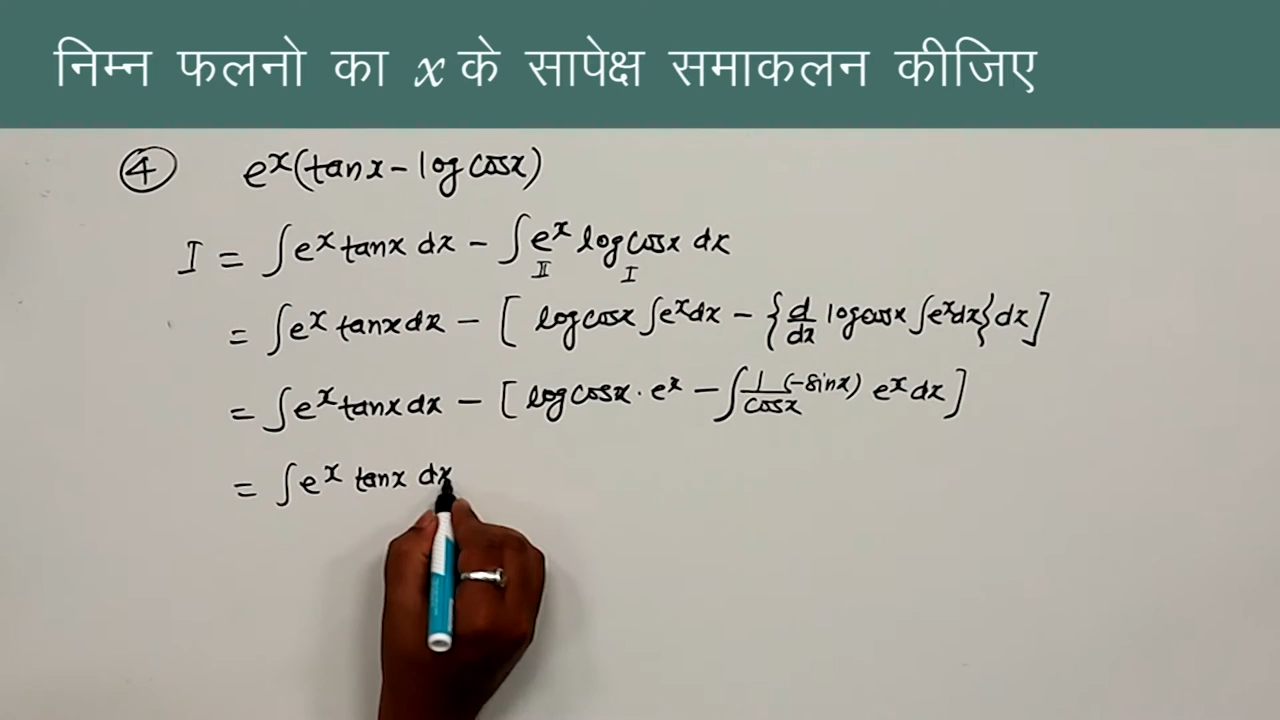 निम्न फलनो का x के सापेक्ष समाकलन कीजिए
④ eˣ(tanx - log cosx)
I = ∫eˣ tanx dx - ∫eˣ log cosx dx
II I
= ∫eˣ tanx dx - [ log cosx ∫eˣdx - {d/dx log cosx ∫eˣdx} dx ]
= ∫eˣ tanx dx - [ log cosx · eˣ - ∫ 1/cosx (-sinx) eˣ dx ]
= ∫eˣ tanx dx